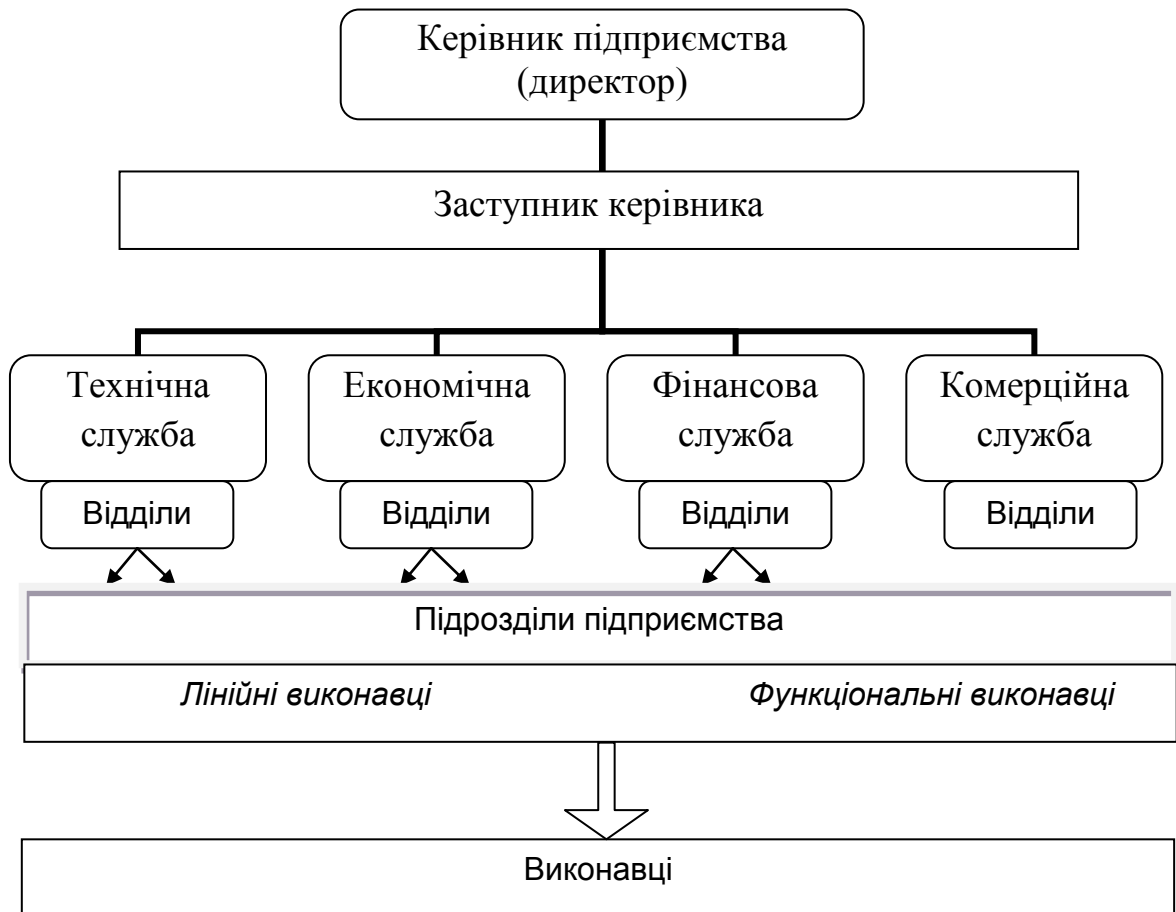 Керівник підприємства
(директор)
Заступник керівника
Технічна
служба
Економічна
служба
Фінансова
служба
Комерційна
служба
Відділи
Відділи
Відділи
Відділи
Підрозділи підприємства
Лінійні виконавці
Функціональні виконавці
Виконавці